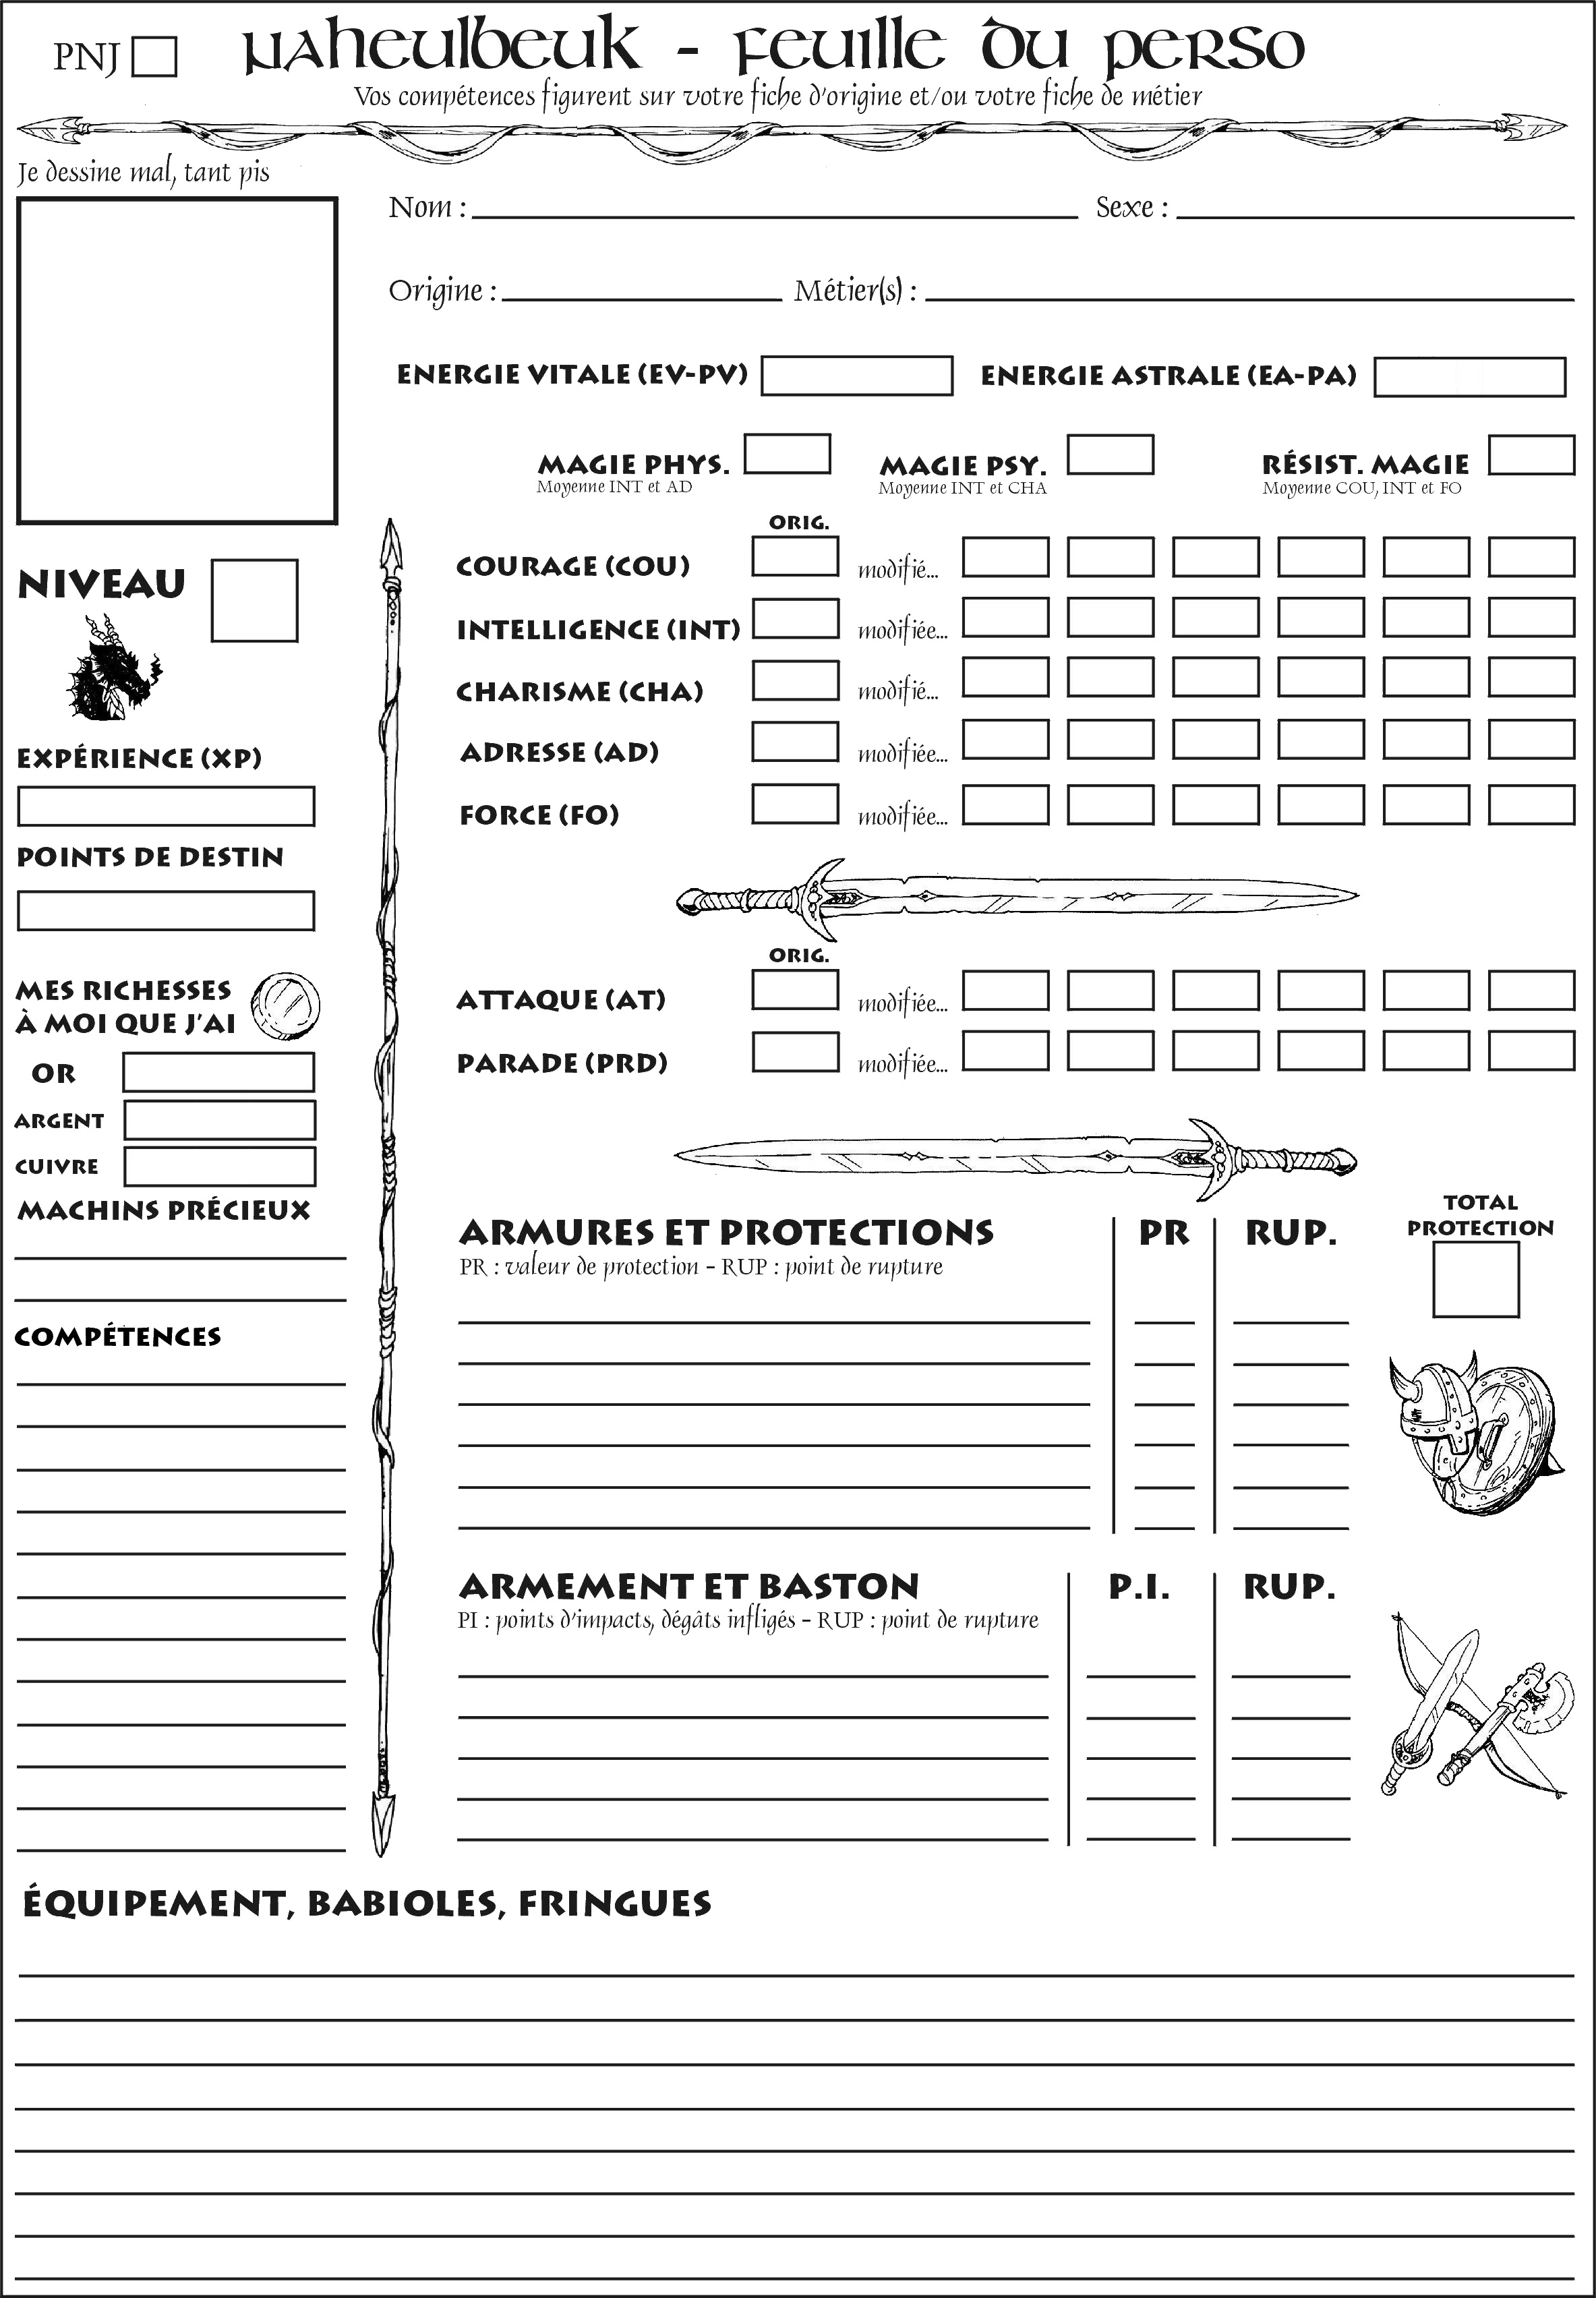 PNJ
Naheulbeuk - Feuille du perso
Vos compétences figurent sur votre fiche d'origine et/ou votre fiche de métier
Je dessine mal, tant pis
Nom : Sexe :
Origine : Métier(s) :
ENERGIE VITALE (EV-PV) ENERGIE ASTRALE (EA-PA)
MAGIE PHYS. MAGIE PSY. RÉSIST. MAGIE
Moyenne INT et AD Moyenne INT et CHA Moyenne COU, INT et FO
ORIG.
COURAGE (COU) modifié...
INTELLIGENCE (INT) modifiée...
CHARISME (CHA) modifié...
ADRESSE (AD) modifiée...
FORCE (FO) modifiée...
NIVEAU
EXPÉRIENCE (XP)
POINTS DE DESTIN
ORIG.
ATTAQUE (AT) modifiée...
PARADE (PRD) modifiée...
MES RICHESSES
À MOI QUE J'AI
OR
ARGENT
CUIVRE
MACHINS PRÉCIEUX
COMPÉTENCES
ARMURES ET PROTECTIONS PR RUP.
PR : valeur de protection - RUP : point de rupture
TOTAL
PROTECTION
ARMEMENT ET BASTON P.I. RUP.
PI : points d'impacts, dégâts infligés - RUP : point de rupture
ÉQUIPEMENT, BABIOLES, FRINGUES